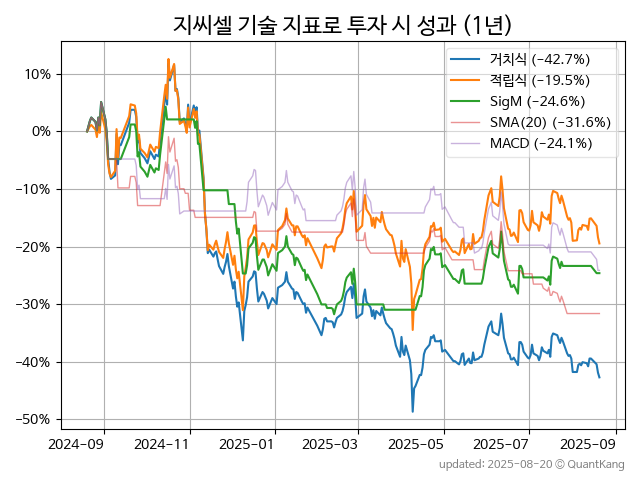 지씨셀 기술 지표로 투자 시 성과 (1년)
거치식 (−42.7%)
적립식 (−19.5%)
SigM (−24.6%)
SMA(20) (−31.6%)
MACD (−24.1%)
10%
0%
−10%
−20%
−30%
−40%
−50%
2024-09
2024-11
2025-01
2025-03
2025-05
2025-07
2025-09
updated: 2025-08-20 © QuantKang